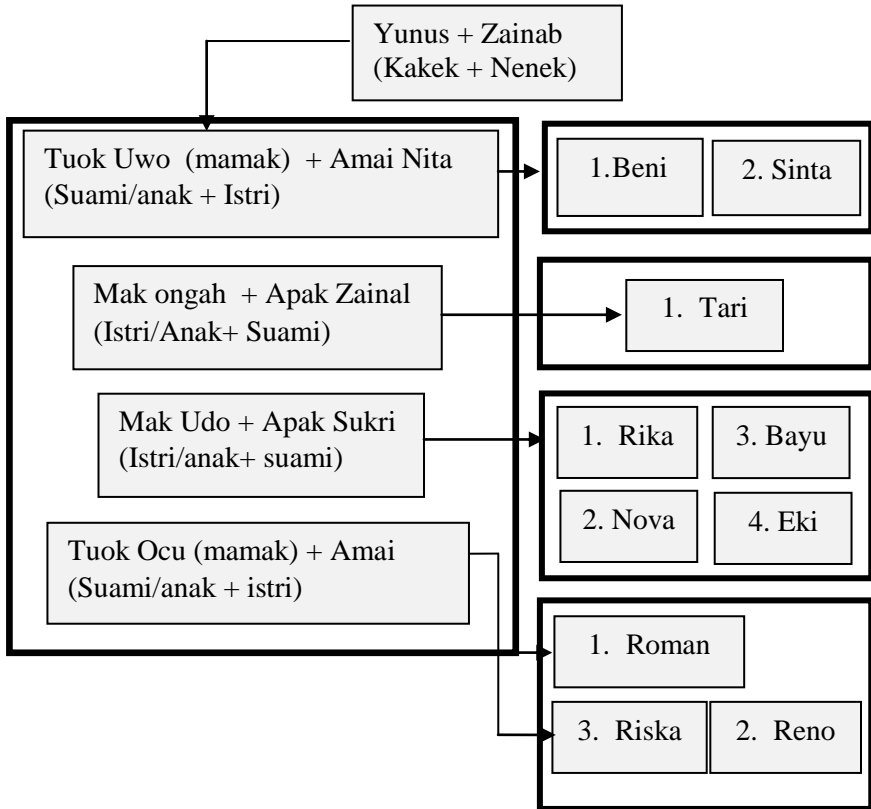 Yunus + Zainab
(Kakek + Nenek)
Tuok Uwo (mamak) + Amai Nita
(Suami/anak + Istri)
1.Beni
2. Sinta
Mak ongah + Apak Zainal
(Istri/Anak+ Suami)
1. Tari
Mak Udo + Apak Sukri
(Istri/anak+ suami)
1. Rika
3. Bayu
2. Nova
4. Eki
Tuok Ocu (mamak) + Amai
(Suami/anak + istri)
1. Roman
3. Riska
2. Reno